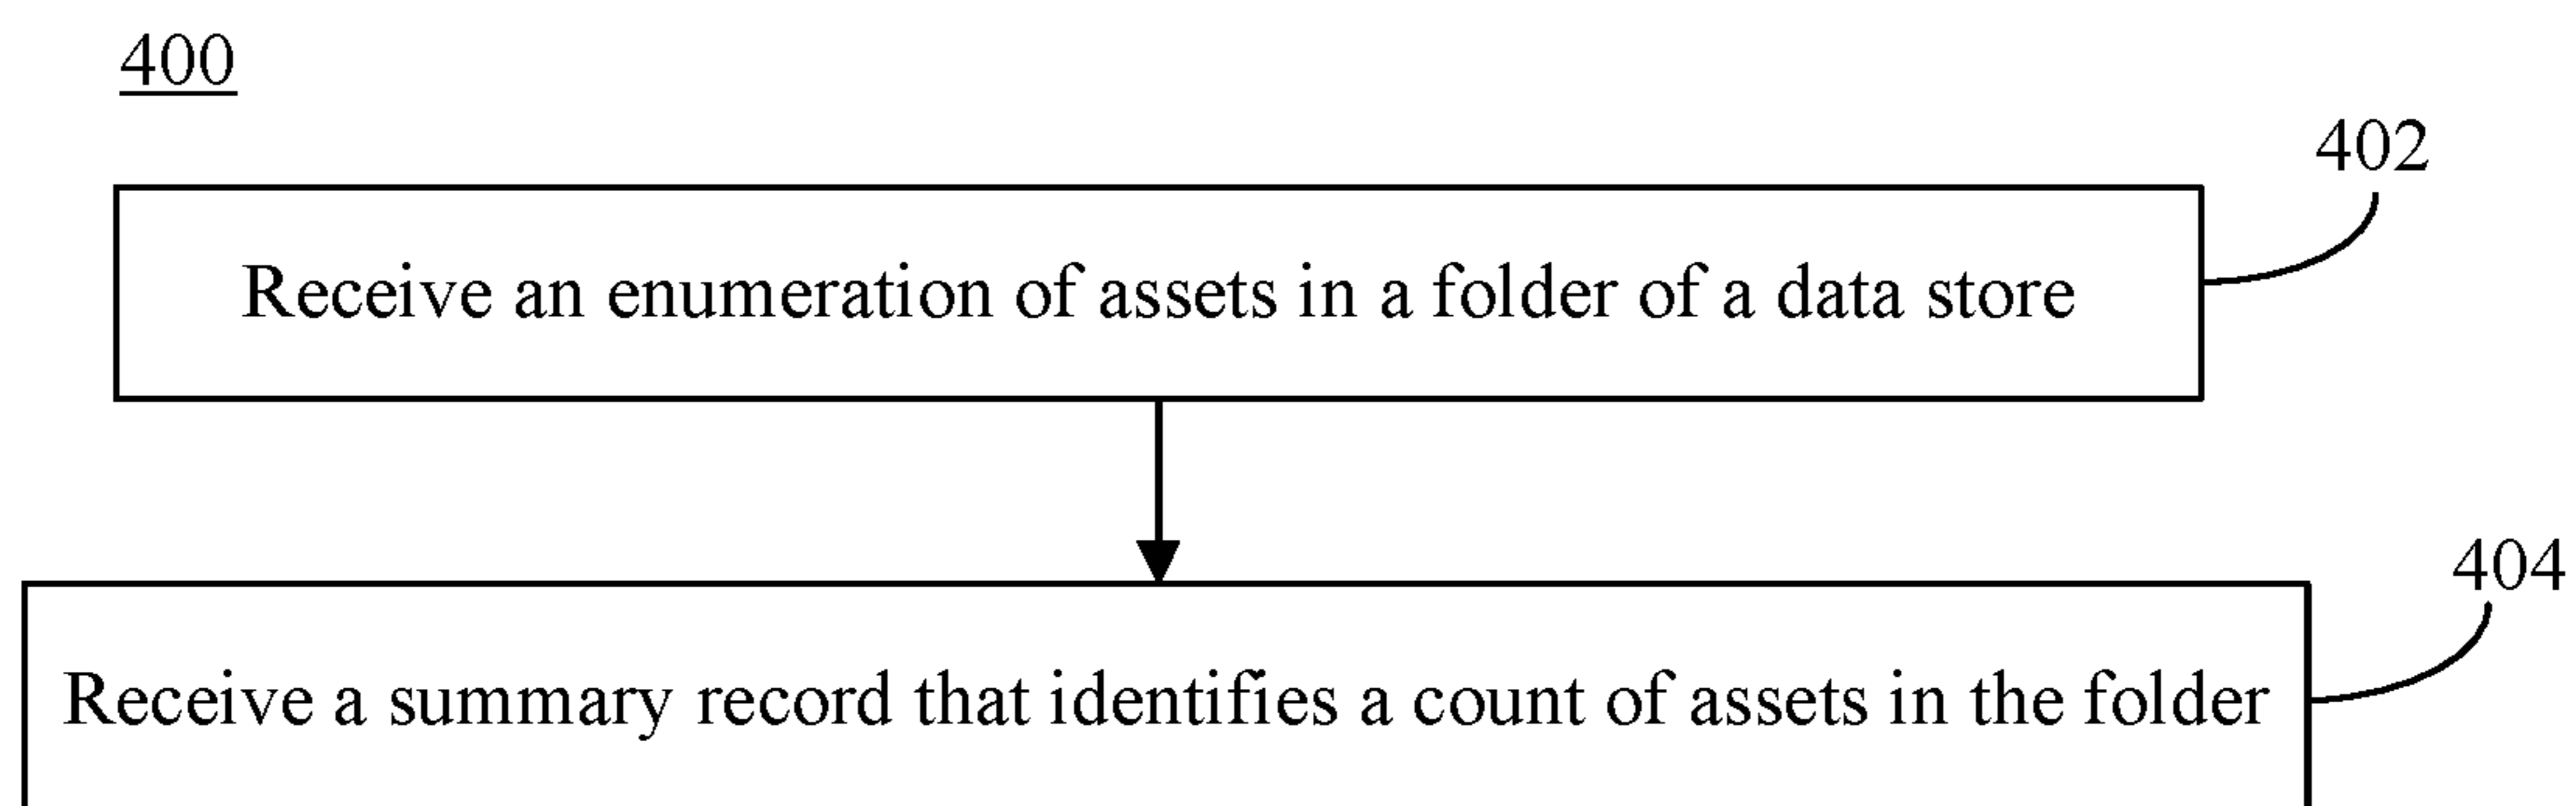 400
402
Receive an enumeration of assets in a folder of a data store
404
Receive a summary record that identifies a count of assets in the folder